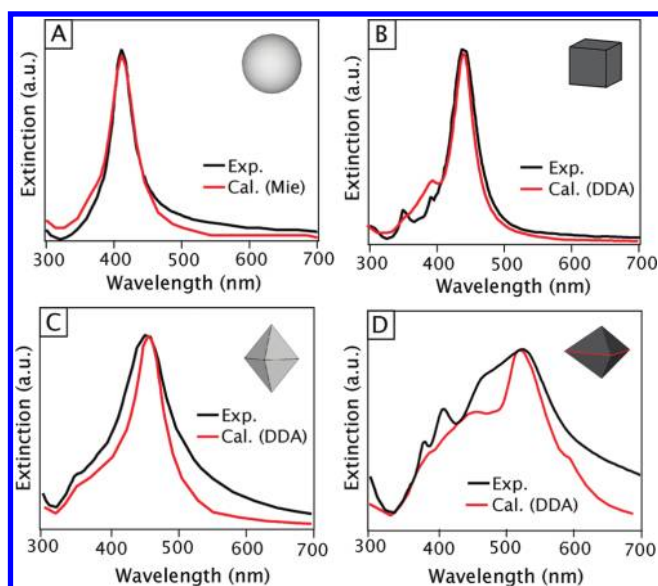 A
Extinction (a.u.)
Exp.
Cal. (Mie)
300 400 500 600 700
Wavelength (nm)
B
Extinction (a.u.)
Exp.
Cal. (DDA)
300 400 500 600 700
Wavelength (nm)
C
Extinction (a.u.)
Exp.
Cal. (DDA)
300 400 500 600 700
Wavelength (nm)
D
Extinction (a.u.)
Exp.
Cal. (DDA)
300 400 500 600 700
Wavelength (nm)